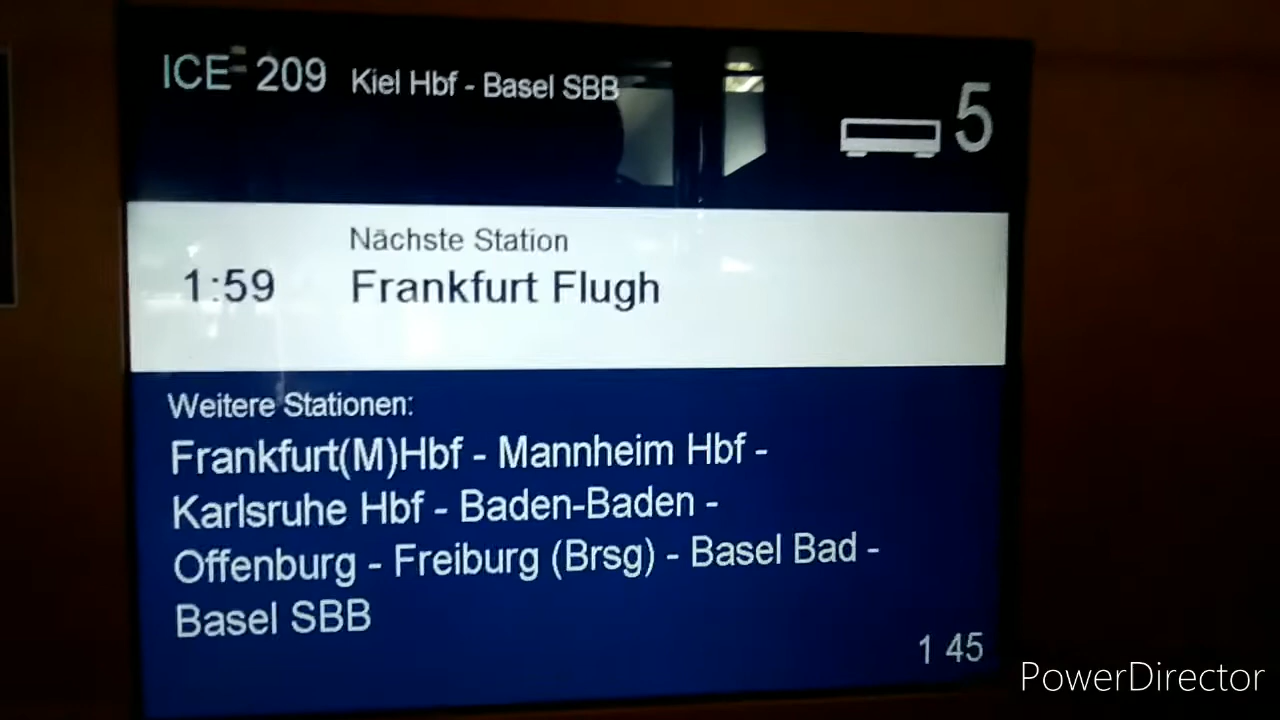 ICE 209 Kiel Hbf - Basel SBB
5
Nächste Station
1:59 Frankfurt Flugh
Weitere Stationen:
Frankfurt(M)Hbf - Mannheim Hbf -
Karlsruhe Hbf - Baden-Baden -
Offenburg - Freiburg (Brsg) - Basel Bad -
Basel SBB
1 45
PowerDirector